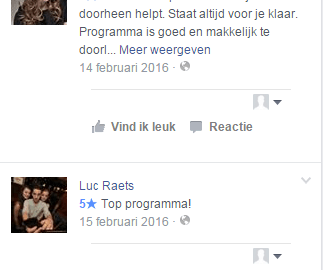 doorheen helpt. Staat altijd voor je klaar.
Programma is goed en makkelijk te
doorl... Meer weergeven
14 februari 2016 ·
Vind ik leuk Reactie
Luc Raets
5★ Top programma!
15 februari 2016 ·